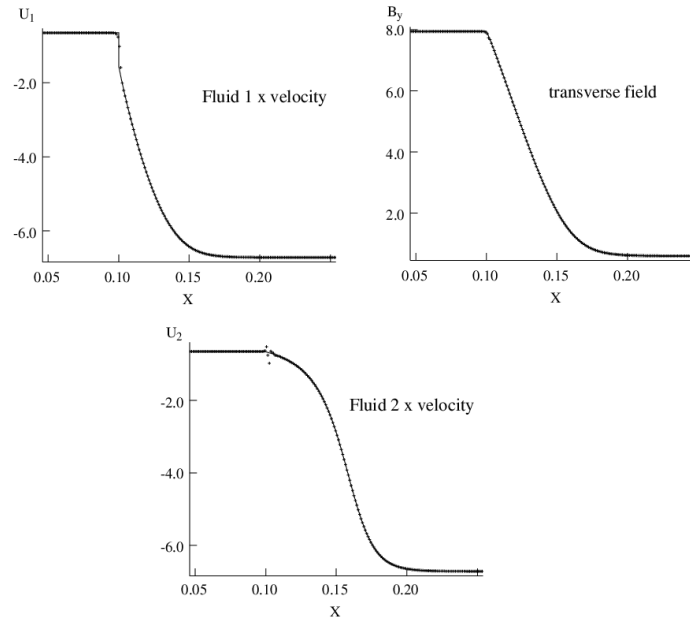 U1
-2.0
-4.0
-6.0
Fluid 1 x velocity
0.05 0.10 0.15 0.20
X
By
8.0
6.0
4.0
2.0
transverse field
0.05 0.10 0.15 0.20
X
U2
-2.0
-4.0
-6.0
Fluid 2 x velocity
0.05 0.10 0.15 0.20
X